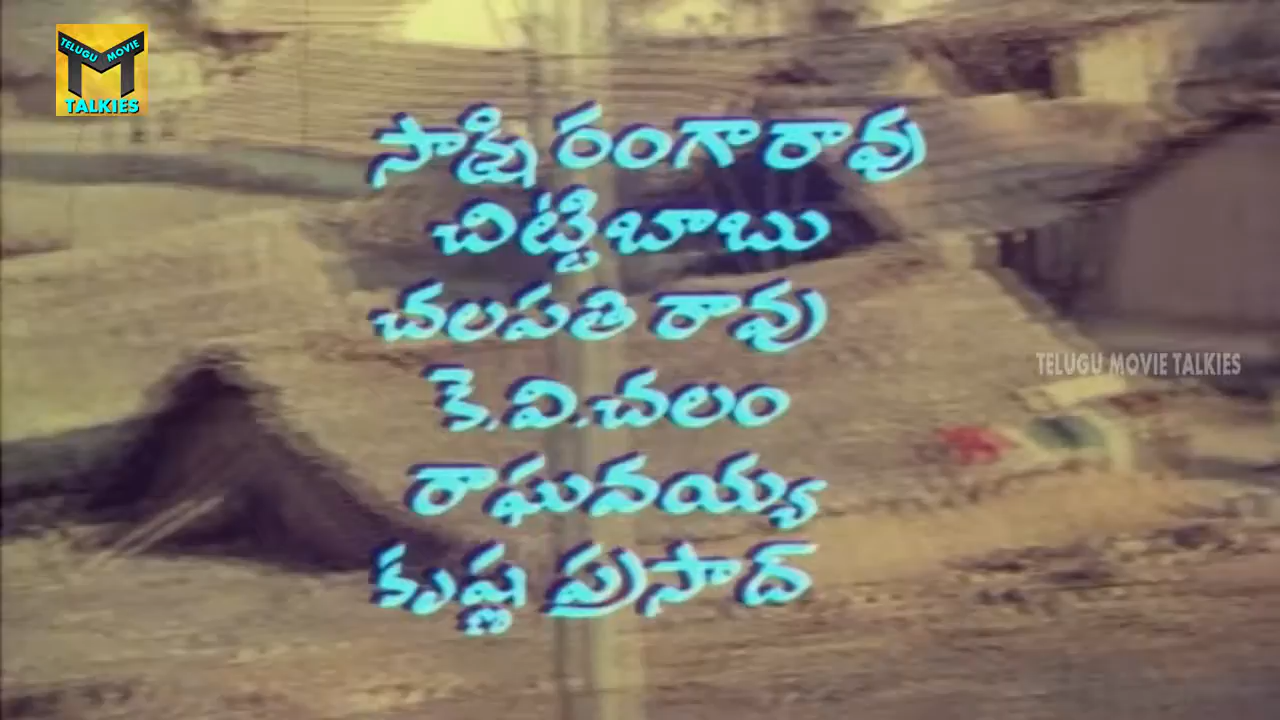 TELUGU MOVIE
TALKIES
సాక్షి రంగారావు
చిట్టిబాబు
చలపతి రావు
కె.వి.చలం
TELUGU MOVIE TALKIES
రాఘవయ్య
కృష్ణ ప్రసాద్